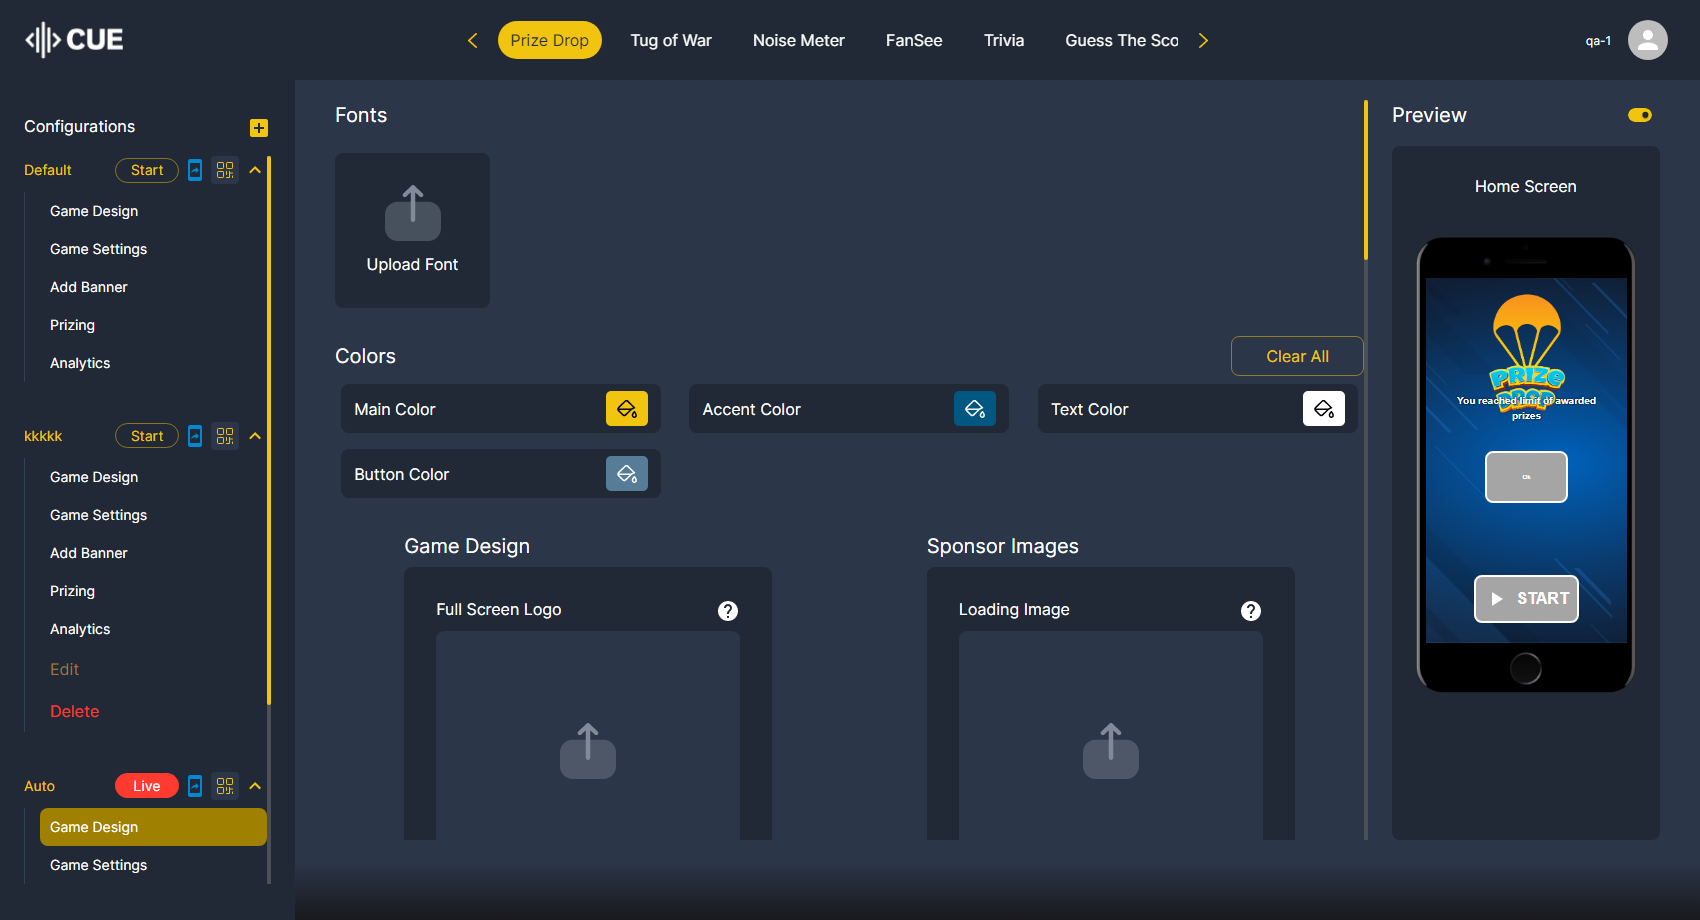 CUE
Prize Drop
Tug of War
Noise Meter
FanSee
Trivia
Guess The Sco
qa-1
Configurations
Default
Start
Game Design
Game Settings
Add Banner
Prizing
Analytics
kkkkk
Start
Game Design
Game Settings
Add Banner
Prizing
Analytics
Edit
Delete
Auto
Live
Game Design
Game Settings
Fonts
Upload Font
Colors
Clear All
Main Color
Accent Color
Text Color
Button Color
Game Design
Full Screen Logo
?
Sponsor Images
Loading Image
?
Preview
Home Screen
PRIZE
DROP
You reached limit of awarded
prizes
Ok
START